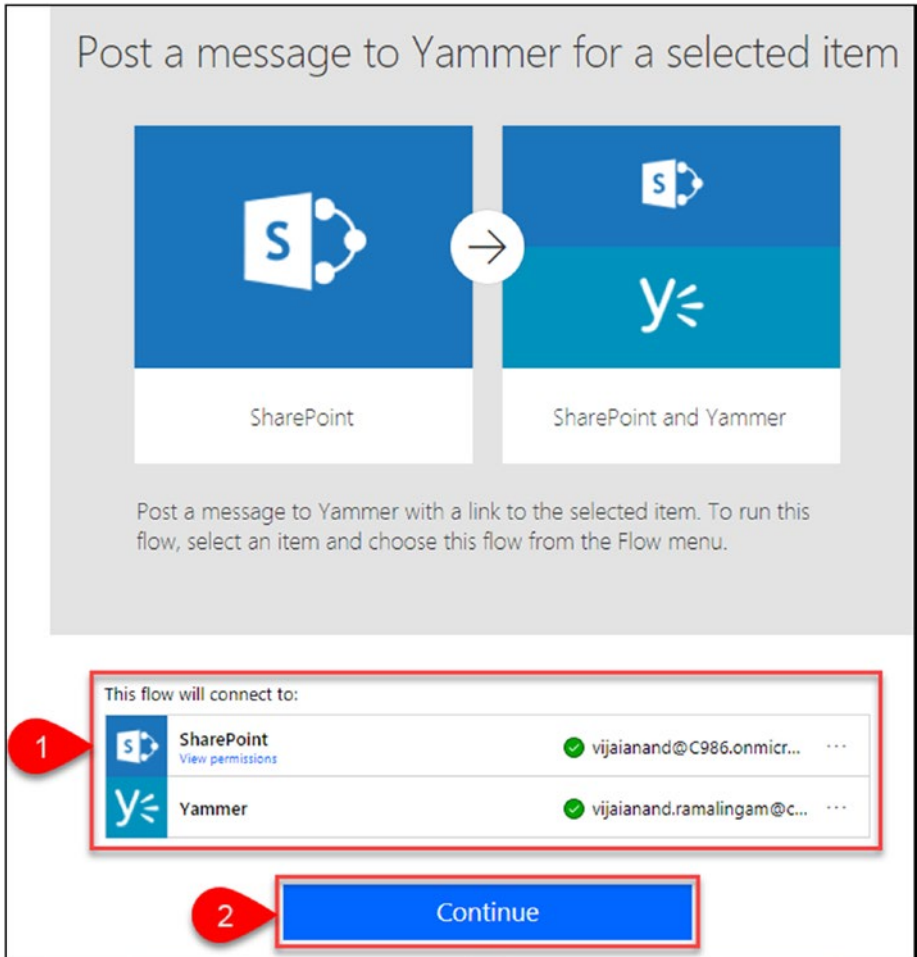 Post a message to Yammer for a selected item
S
S
SharePoint
SharePoint and Yammer
Post a message to Yammer with a link to the selected item. To run this
flow, select an item and choose this flow from the Flow menu.
This flow will connect to:
1
S
SharePoint
vijaianand@C986.onmicr... ...
View permissions
Yammer
vijaianand.ramalingam@c... ...
2
Continue